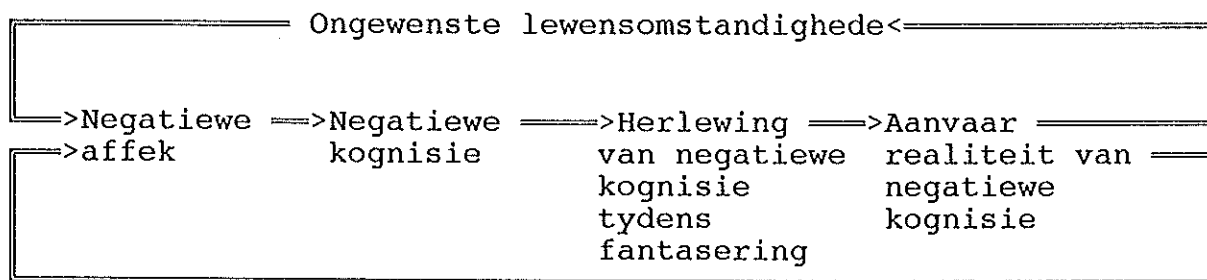 Ongewenste lewensomstandighede<
>Negatiewe =>Negatiewe =>Herlewing =>Aanvaar
>affek kognisie van negatiewe realiteit van
kognisie negatiewe
tydens kognisie
fantasering